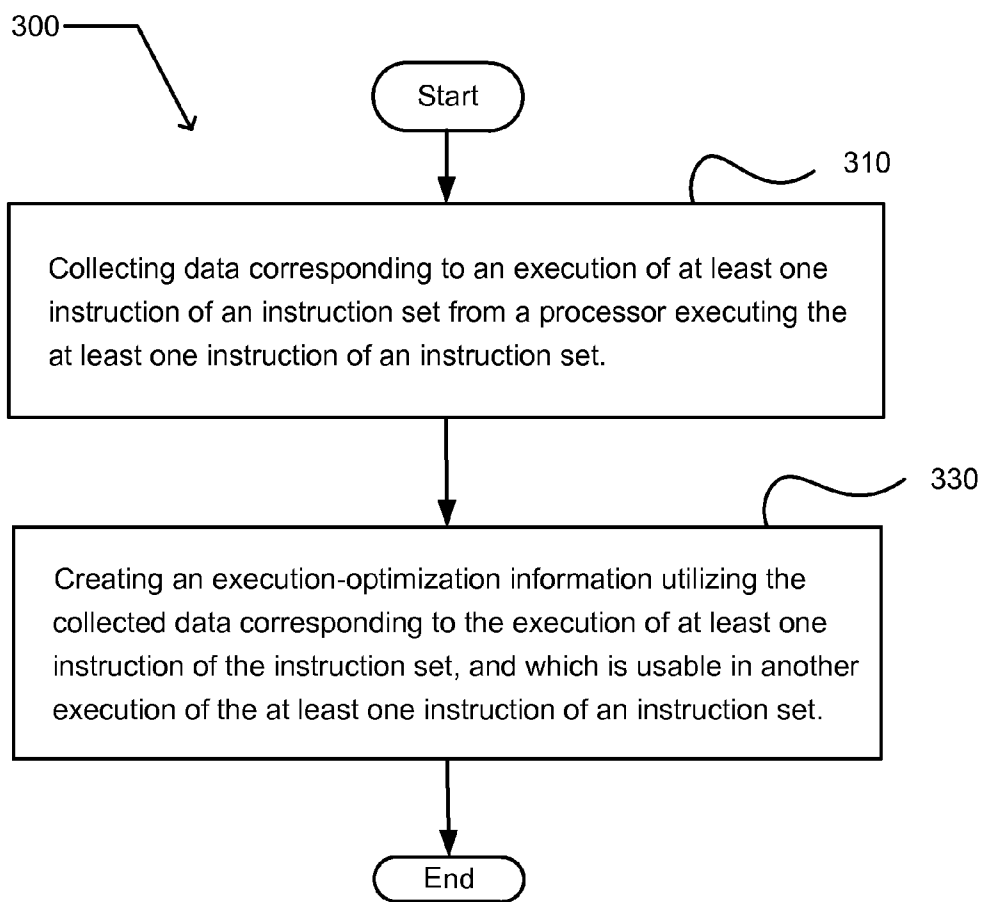 300
Start
310
Collecting data corresponding to an execution of at least one
instruction of an instruction set from a processor executing the
at least one instruction of an instruction set.
330
Creating an execution-optimization information utilizing the
collected data corresponding to the execution of at least one
instruction of the instruction set, and which is usable in another
execution of the at least one instruction of an instruction set.
End